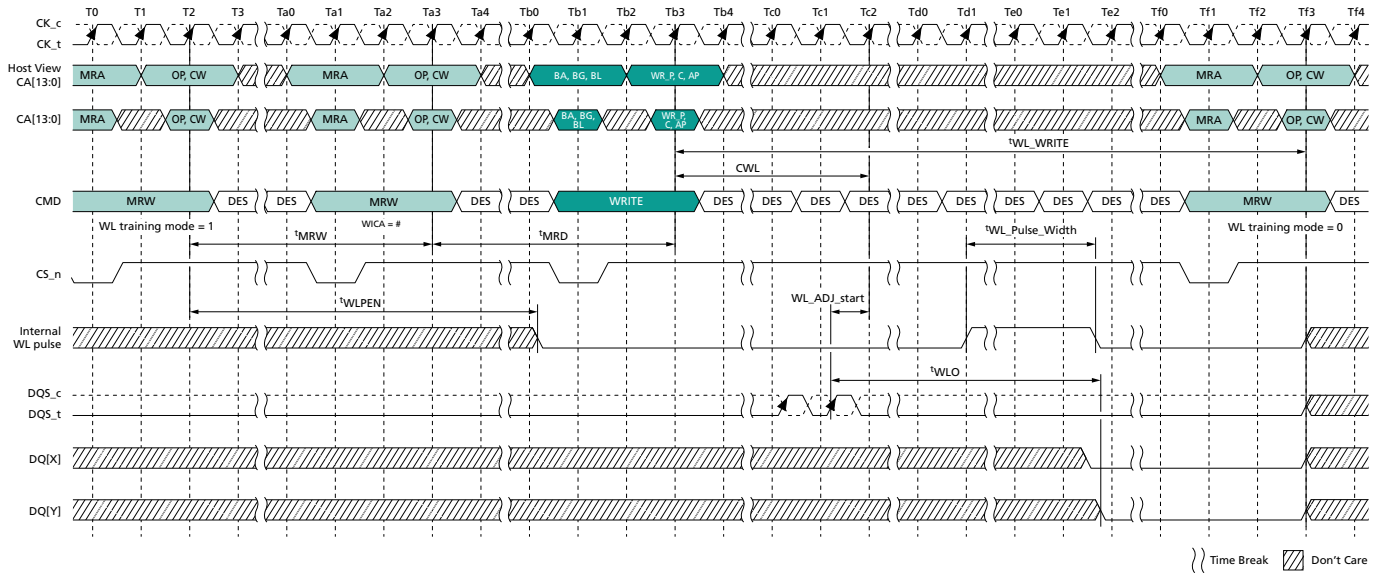 T0 T1 T2 T3 Ta0 Ta1 Ta2 Ta3 Ta4 Tb0 Tb1 Tb2 Tb3 Tb4 Tc0 Tc1 Tc2 Td0 Td1 Te0 Te1 Te2 Tf0 Tf1 Tf2 Tf3 Tf4
CK_c
CK_t
Host View
CA[13:0]
MRA OP, CW MRA OP, CW BA, BG, BL WR_P, C, AP MRA OP, CW
CA[13:0]
MRA OP, CW MRA OP, CW BA, BG, BL WR_P, C, AP MRA OP, CW
tWL_WRITE
CWL
CMD
MRW DES DES MRW DES DES WRITE DES DES DES DES DES DES DES DES DES DES MRW DES
WL training mode = 1
WICA = #
WL training mode = 0
tMRW
tMRD
tWL_Pulse_Width
CS_n
tWLPEN
WL_ADJ_start
Internal
WL pulse
tWLO
DQS_c
DQS_t
DQ[X]
DQ[Y]
Time Break
Don't Care